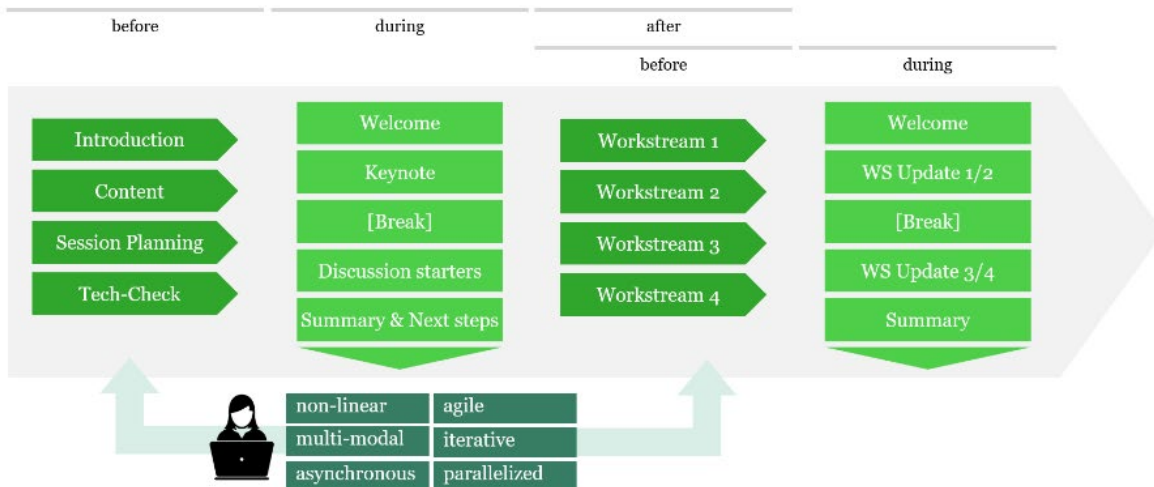 before
during
after
before
during
Introduction
Content
Session Planning
Tech-Check
Welcome
Keynote
[Break]
Discussion starters
Summary & Next steps
Workstream 1
Workstream 2
Workstream 3
Workstream 4
Welcome
WS Update 1/2
[Break]
WS Update 3/4
Summary
non-linear
agile
multi-modal
iterative
asynchronous
parallelized